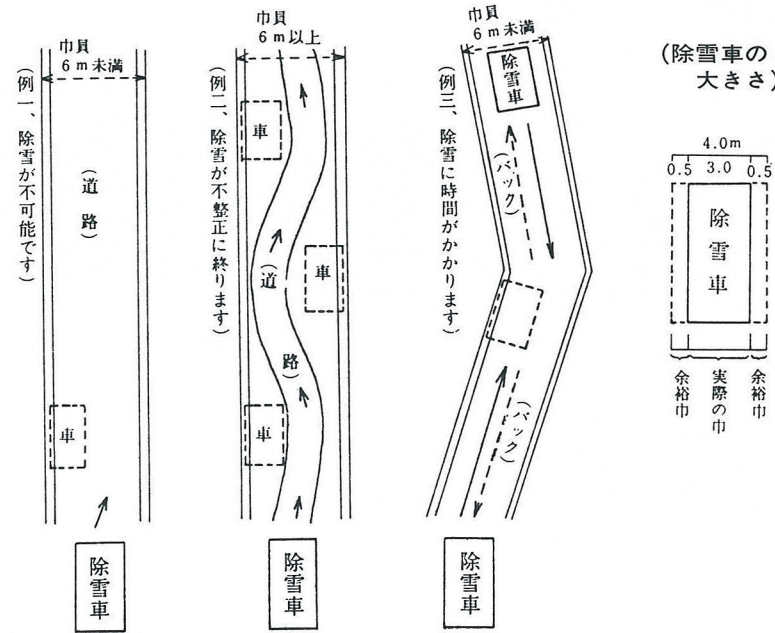 巾員
6m未満
(例一、除雪が不可能です)
(道路)
車
除雪車
巾員
6m以上
(例二、除雪が不整正に終ります)
車
(道
車
路)
車
除雪車
巾員
6m未満
(例三、除雪に時間がかかります)
除雪車
(バック)
(バック)
除雪車
(除雪車の
大きさ)
4.0m
0.5 3.0 0.5
除雪車
余裕巾
実際の巾
余裕巾